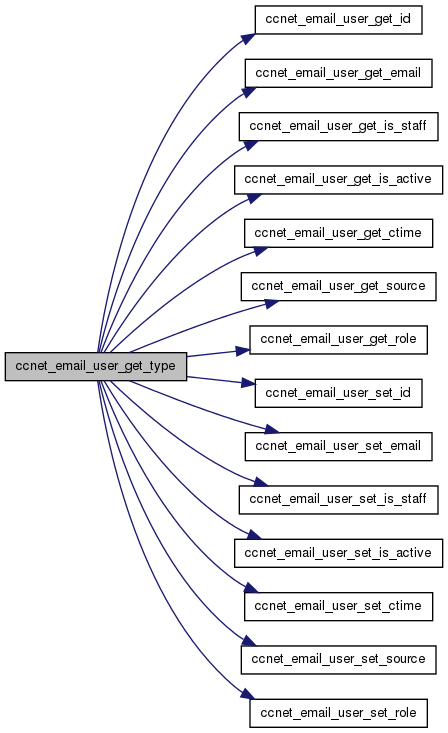 ccnet_email_user_get_id
ccnet_email_user_get_email
ccnet_email_user_get_is_staff
ccnet_email_user_get_is_active
ccnet_email_user_get_ctime
ccnet_email_user_get_source
ccnet_email_user_get_role
ccnet_email_user_get_type
ccnet_email_user_set_id
ccnet_email_user_set_email
ccnet_email_user_set_is_staff
ccnet_email_user_set_is_active
ccnet_email_user_set_ctime
ccnet_email_user_set_source
ccnet_email_user_set_role